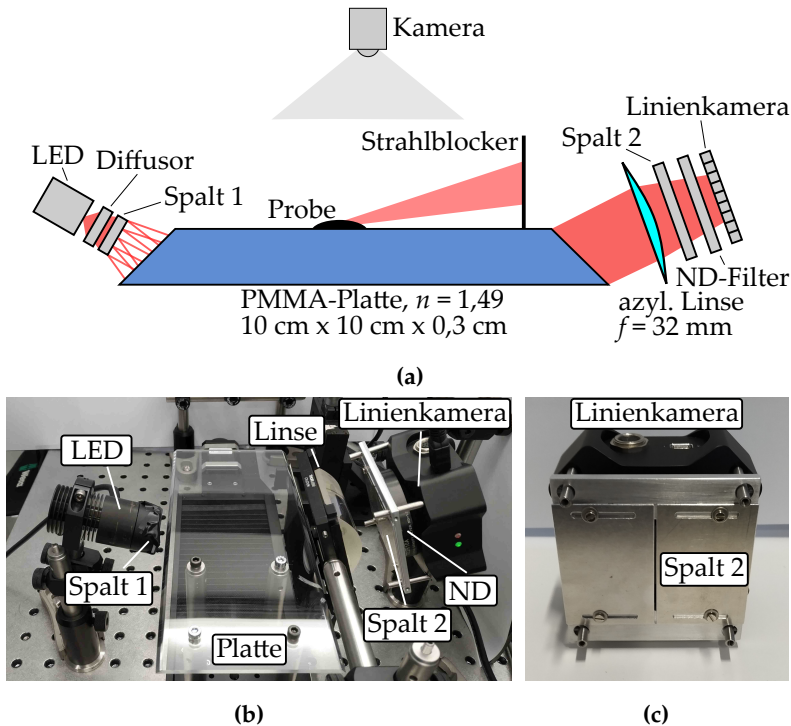 Kamera
Linienkamera
Spalt 2
Strahlblocker
LED
Diffusor
Spalt 1
Probe
ND-Filter
PMMA-Platte, n = 1,49
10 cm x 10 cm x 0,3 cm
azyl. Linse
f = 32 mm
(a)
Linienkamera
Linse
LED
Spalt 1
ND
Spalt 2
Platte
(b)
Linienkamera
Spalt 2
(c)